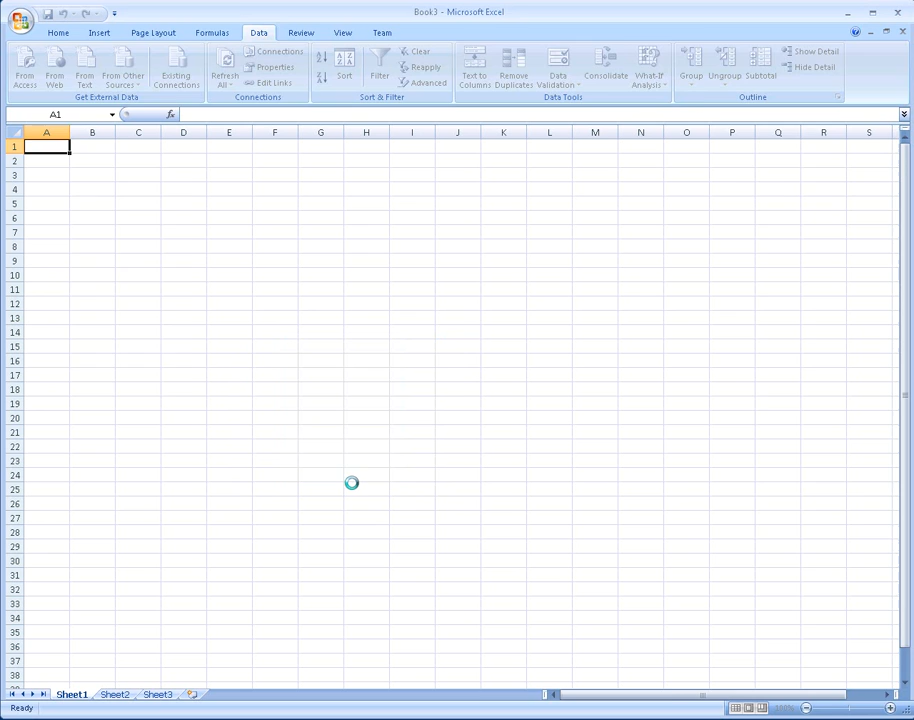 Book3 - Microsoft Excel
Home Insert Page Layout Formulas Data Review View Team
From Access
From Web
From Text
From Other Sources
Existing Connections
Get External Data
Refresh All
Connections
Properties
Edit Links
Connections
Sort
Filter
Clear
Reapply
Advanced
Sort & Filter
Text to Columns
Remove Duplicates
Data Validation
Consolidate
What-If Analysis
Data Tools
Group
Ungroup
Subtotal
Show Detail
Hide Detail
Outline
A1 fx
A B C D E F G H I J K L M N O P Q R S
1
2
3
4
5
6
7
8
9
10
11
12
13
14
15
16
17
18
19
20
21
22
23
24
25
26
27
28
29
30
31
32
33
34
35
36
37
38
Sheet1 Sheet2 Sheet3
Ready 100%